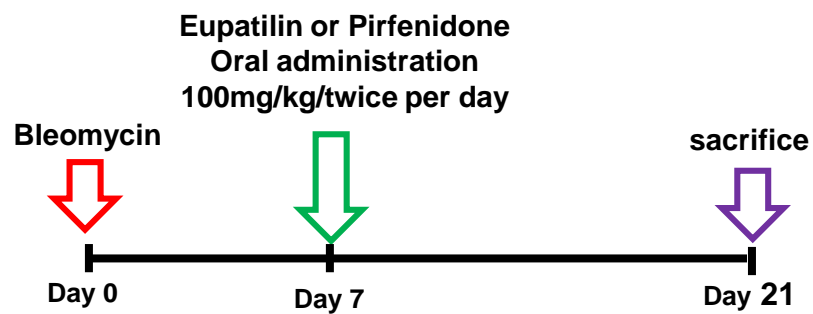 Eupatilin or Pirfenidone
Oral administration
100mg/kg/twice per day
Bleomycin
sacrifice
Day 0
Day 7
Day 21